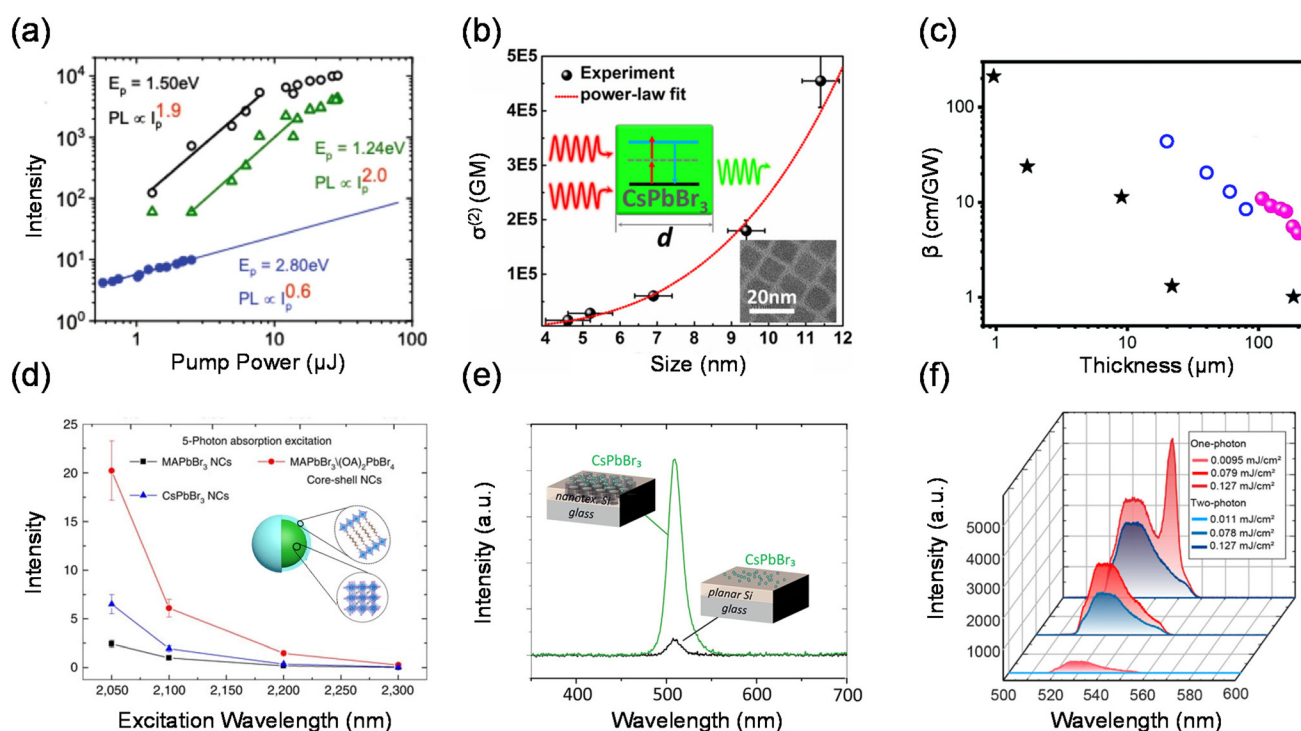 (a)
Intensity
10⁴
10³
10²
10¹
10⁰
Eₚ = 1.50eV
PL ∝ Iₚ^1.9
Eₚ = 1.24eV
PL ∝ Iₚ^2.0
Eₚ = 2.80eV
PL ∝ Iₚ^0.6
1
10
100
Pump Power (µJ)
(b)
σ⁽²⁾ (GM)
5E5
4E5
3E5
2E5
1E5
Experiment
power-law fit
CsPbBr₃
d
20nm
4 5 6 7 8 9 10 11 12
Size (nm)
(c)
β (cm/GW)
100
10
1
1
10
100
Thickness (µm)
(d)
Intensity
25
20
15
10
5
0
5-Photon absorption excitation
MAPbBr₃ NCs
MAPbBr₃\(OA)₂PbBr₄
Core-shell NCs
CsPbBr₃ NCs
2,050 2,100 2,150 2,200 2,250 2,300
Excitation Wavelength (nm)
(e)
Intensity (a.u.)
CsPbBr₃
nanotex. Si
glass
CsPbBr₃
planar Si
glass
400 500 600 700
Wavelength (nm)
(f)
Intensity (a.u.)
5000
4000
3000
2000
1000
One-photon
0.0095 mJ/cm²
0.079 mJ/cm²
0.127 mJ/cm²
Two-photon
0.011 mJ/cm²
0.078 mJ/cm²
0.127 mJ/cm²
500 520 540 560 580 600
Wavelength (nm)